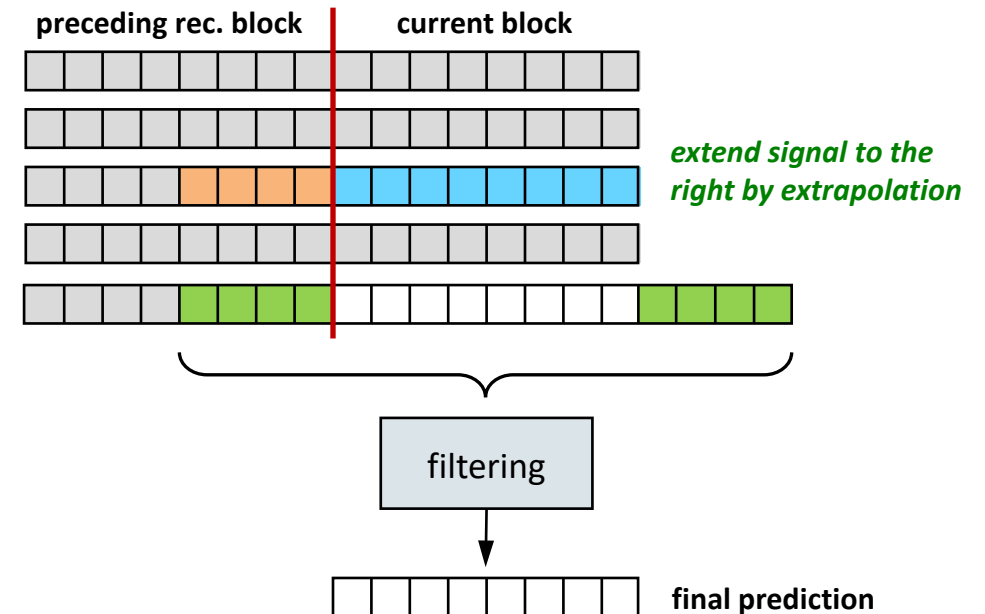 preceding rec. block
current block
extend signal to the
right by extrapolation
filtering
final prediction